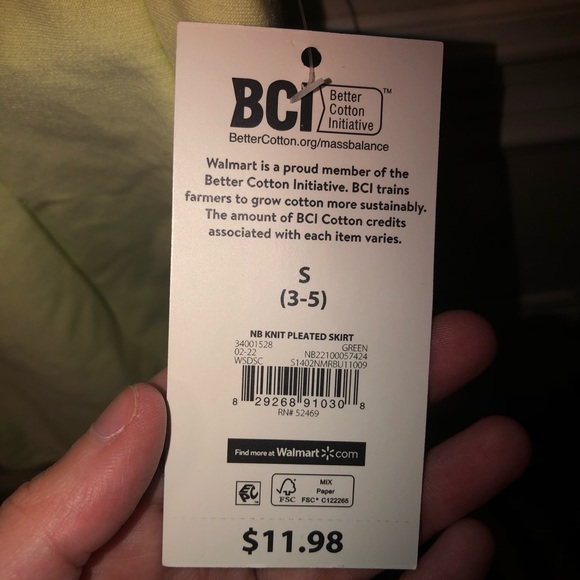 BCI Better Cotton Initiative™
BetterCotton.org/massbalance
Walmart is a proud member of the
Better Cotton Initiative. BCI trains
farmers to grow cotton more sustainably.
The amount of BCI Cotton credits
associated with each item varies.
S
(3-5)
NB KNIT PLEATED SKIRT
34001528 GREEN
02-22 NB22100057424
WSDSC S1402NMRBU11009
8 29268 91030 8
RN# 52469
Find more at Walmart.com
FSC
MIX
Paper
FSC® C122265
$11.98